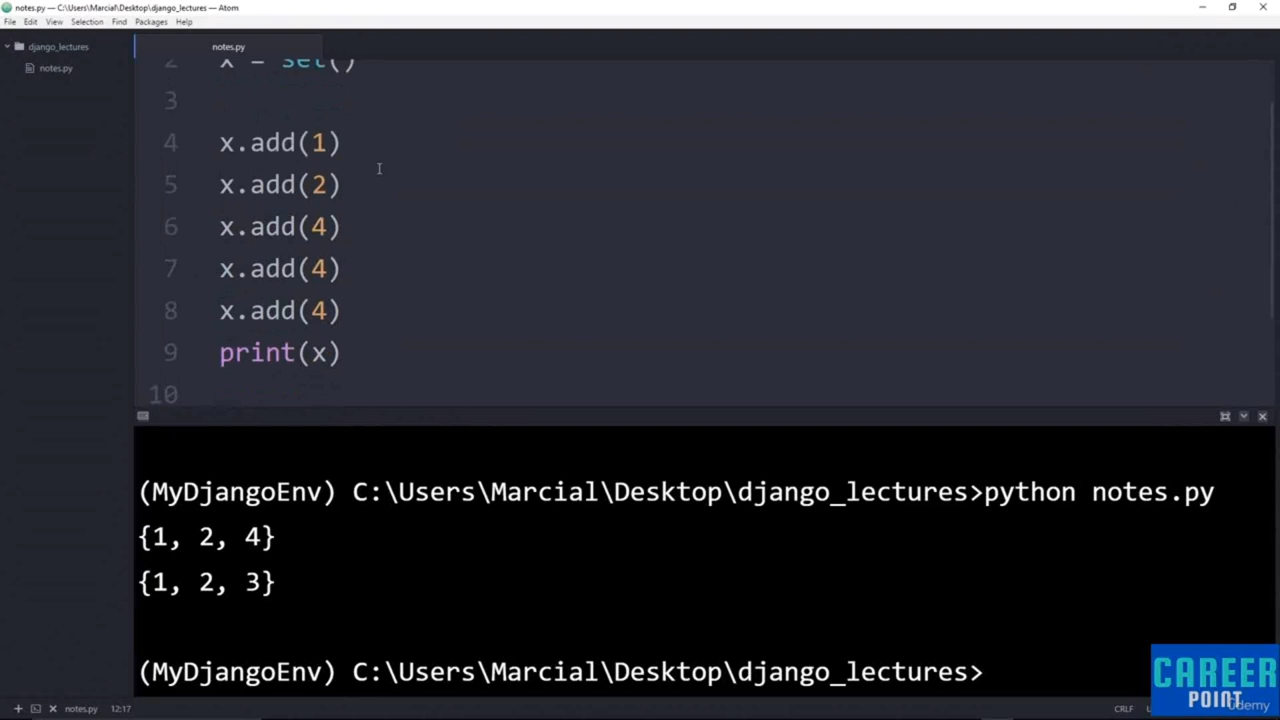 notes.py — C:\Users\Marcial\Desktop\django_lectures — Atom
File Edit View Selection Find Packages Help
django_lectures
notes.py
notes.py
2 x = set()
3
4 x.add(1)
5 x.add(2)
6 x.add(4)
7 x.add(4)
8 x.add(4)
9 print(x)
10
(MyDjangoEnv) C:\Users\Marcial\Desktop\django_lectures>python notes.py
{1, 2, 4}
{1, 2, 3}
(MyDjangoEnv) C:\Users\Marcial\Desktop\django_lectures>
CAREER
POINT
Udemy
notes.py 12:17 CRLF